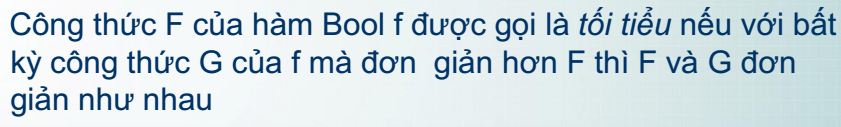 Công thức F của hàm Bool f được gọi là tối tiểu nếu với bất
kỳ công thức G của f mà đơn giản hơn F thì F và G đơn
giản như nhau